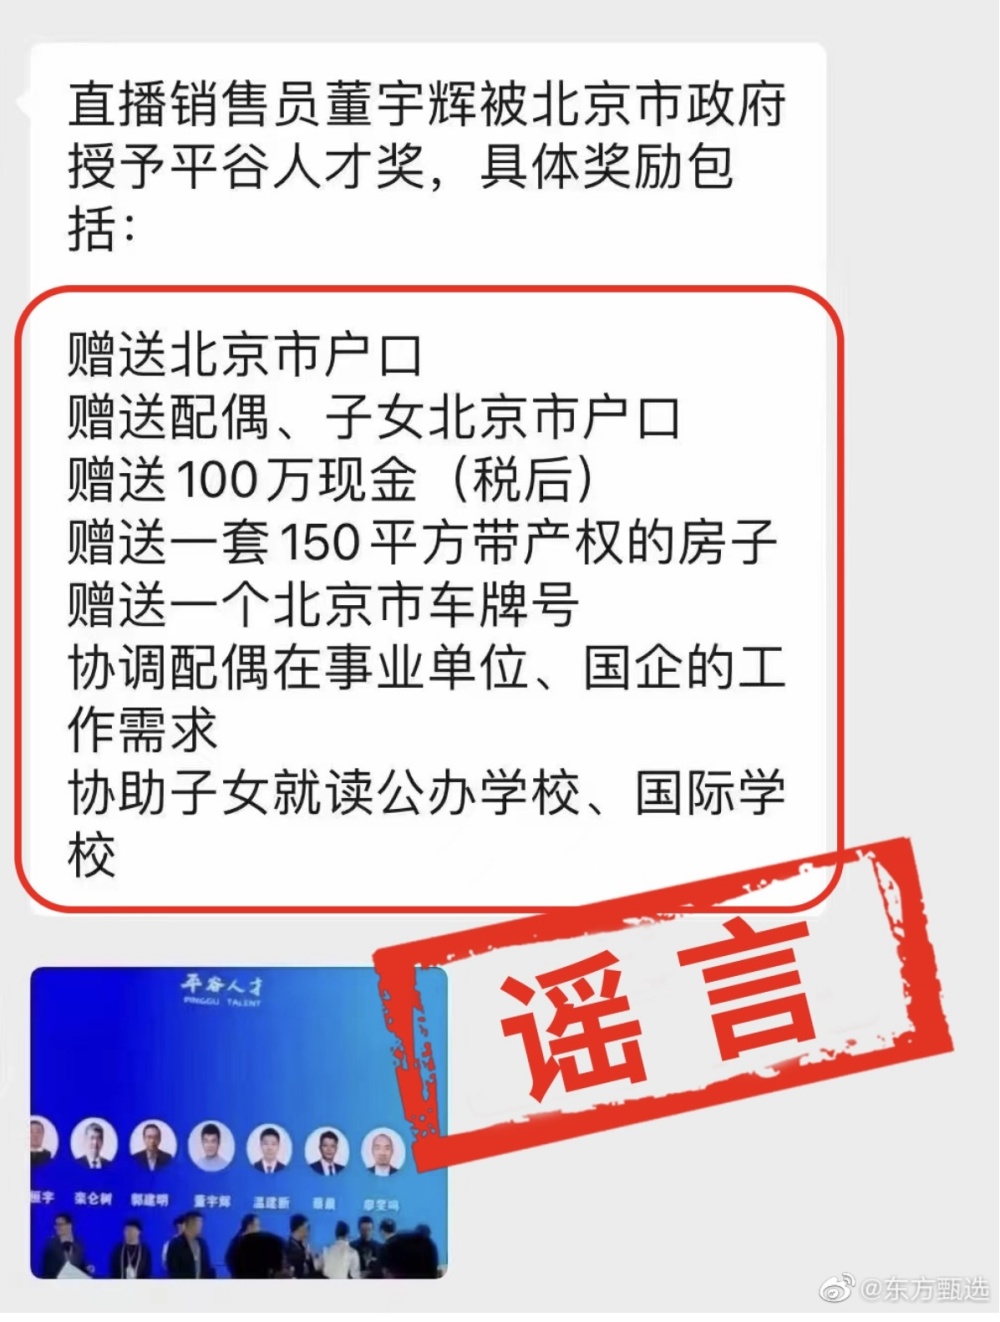 直播销售员董宇辉被北京市政府
授予平谷人才奖，具体奖励包
括：
赠送北京市户口
赠送配偶、子女北京市户口
赠送100万现金（税后）
赠送一套150平方带产权的房子
赠送一个北京市车牌号
协调配偶在事业单位、国企的工
作需求
协助子女就读公办学校、国际学
校
谣言
平谷人才
PINGGU TALENT
栾仑树 郭建明 董宇辉 温建新
@东方甄选